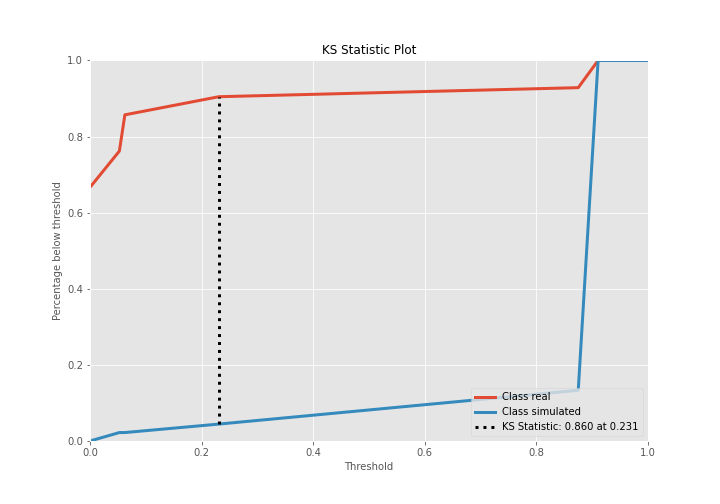 KS Statistic Plot
1.0
0.8
0.6
0.4
0.2
0.0
Percentage below threshold
Class real
Class simulated
KS Statistic: 0.860 at 0.231
0.0 0.2 0.4 0.6 0.8 1.0
Threshold